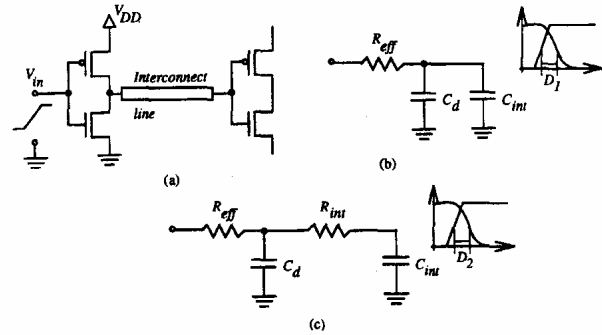 V_DD
V_in
Interconnect
line
(a)
R_eff
C_d
C_int
D_1
(b)
R_eff
R_int
C_d
C_int
D_2
(c)